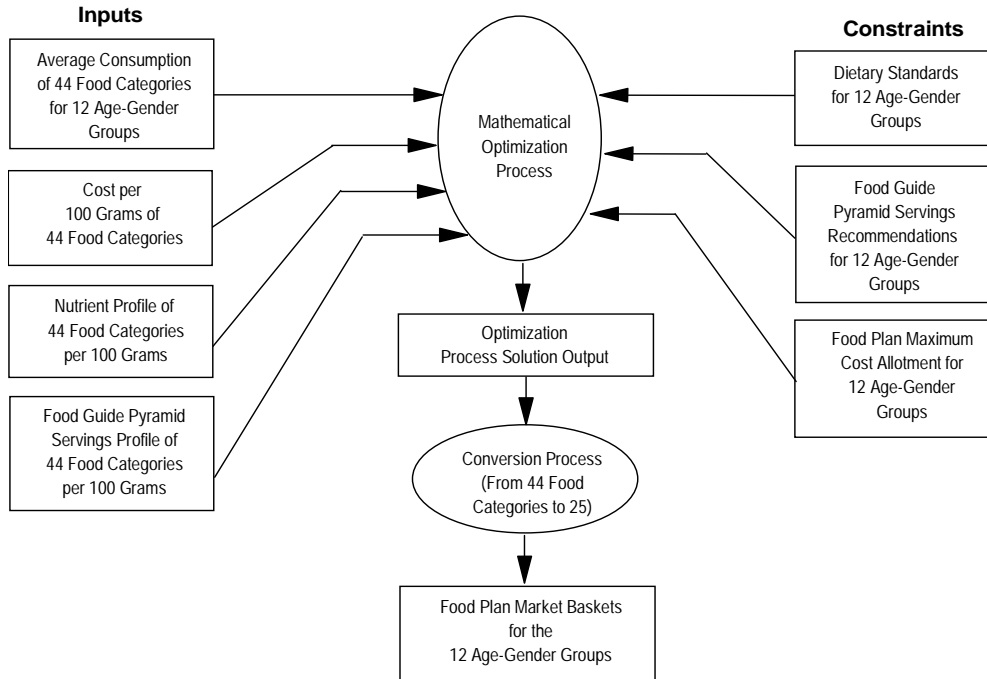 Inputs
Average Consumption
of 44 Food Categories
for 12 Age-Gender
Groups
Cost per
100 Grams of
44 Food Categories
Nutrient Profile of
44 Food Categories
per 100 Grams
Food Guide Pyramid
Servings Profile of
44 Food Categories
per 100 Grams
Mathematical
Optimization
Process
Optimization
Process Solution Output
Conversion Process
(From 44 Food
Categories to 25)
Food Plan Market Baskets
for the
12 Age-Gender Groups
Constraints
Dietary Standards
for 12 Age-Gender
Groups
Food Guide
Pyramid Servings
Recommendations
for 12 Age-Gender
Groups
Food Plan Maximum
Cost Allotment for
12 Age-Gender
Groups